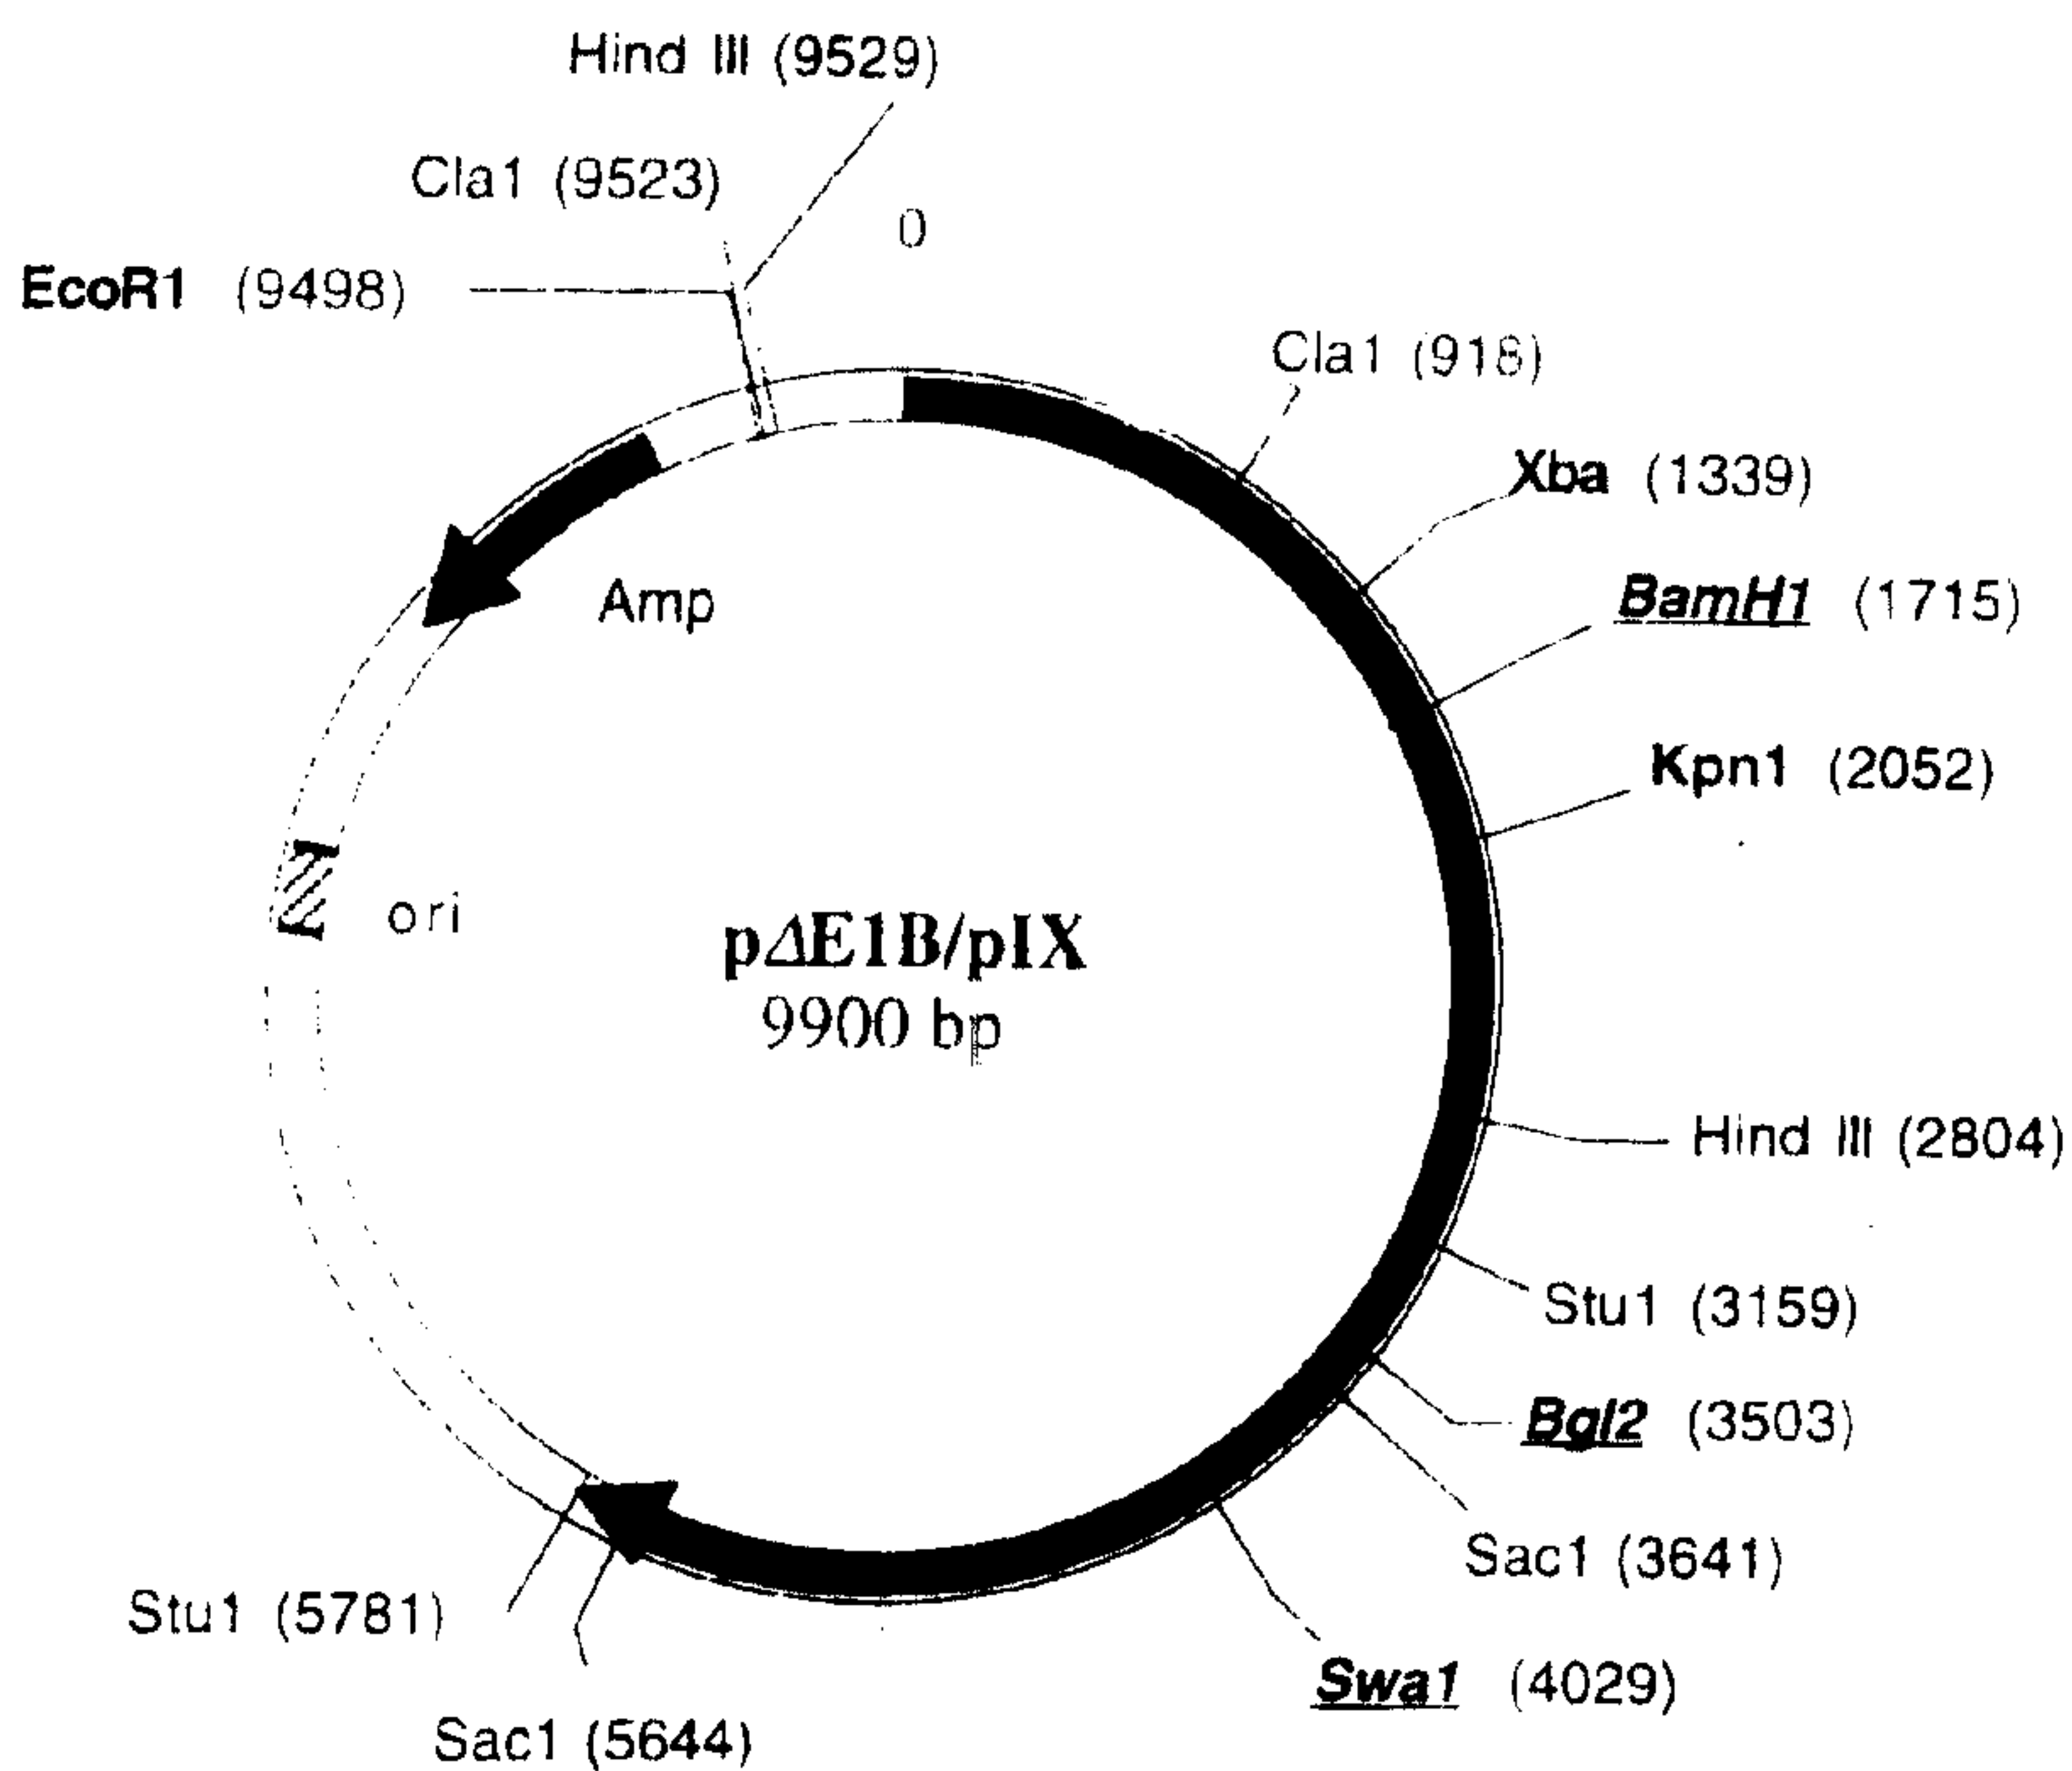 Hind III (9529)
Cla1 (9523)
0
EcoR1 (9498)
Cla1 (918)
Xba (1339)
BamH1 (1715)
Amp
Kpn1 (2052)
ori
pΔE1B/pIX
9900 bp
Hind III (2804)
Stu1 (3159)
Bgl2 (3503)
Sac1 (3641)
Stu1 (5781)
Swa1 (4029)
Sac1 (5644)